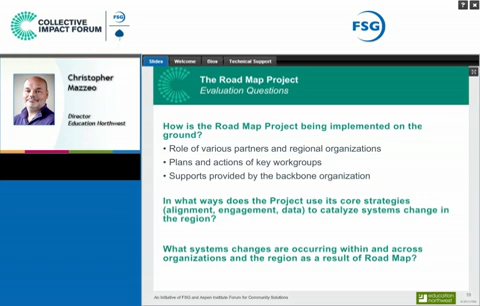 COLLECTIVE
IMPACT FORUM
FSG
FSG
Christopher
Mazzeo
Director
Education Northwest
Slides
Welcome
Bios
Technical Support
The Road Map Project
Evaluation Questions
How is the Road Map Project being implemented on the
ground?
• Role of various partners and regional organizations
• Plans and actions of key workgroups
• Supports provided by the backbone organization
In what ways does the Project use its core strategies
(alignment, engagement, data) to catalyze systems change in
the region?
What systems changes are occurring within and across
organizations and the region as a result of Road Map?
An Initiative of FSG and Aspen Institute Forum for Community Solutions
education
northwest